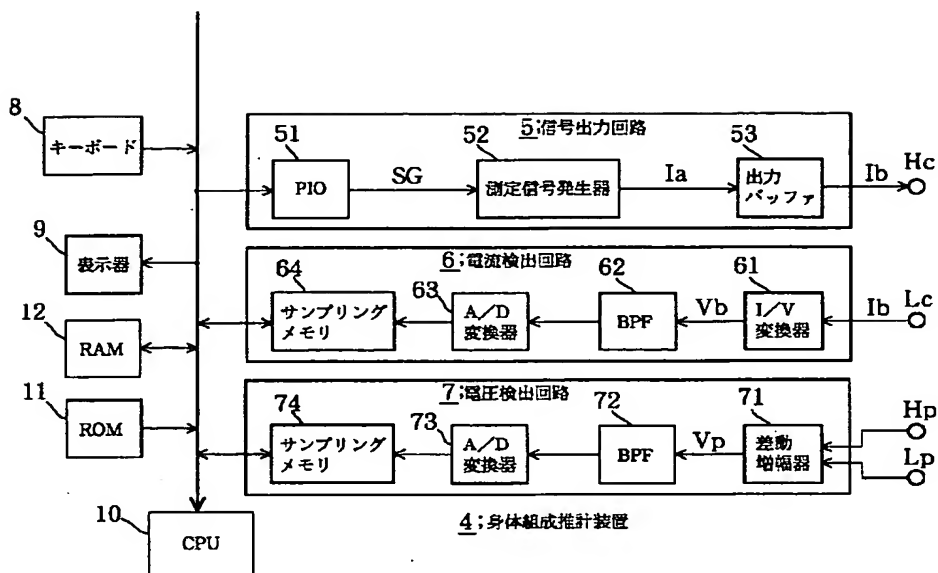 8
キーボード
9
表示器
12
RAM
11
ROM
10
CPU
5;信号出力回路
51
PIO
SG
52
測定信号発生器
Ia
53
出力
バッファ
Ib
Hc
6;電流検出回路
64
サンプリング
メモリ
63
A/D
変換器
62
BPF
Vb
61
I/V
変換器
Ib
Lc
7;電圧検出回路
74
サンプリング
メモリ
73
A/D
変換器
72
BPF
Vp
71
差動
増幅器
Hp
Lp
4;身体組成推計装置